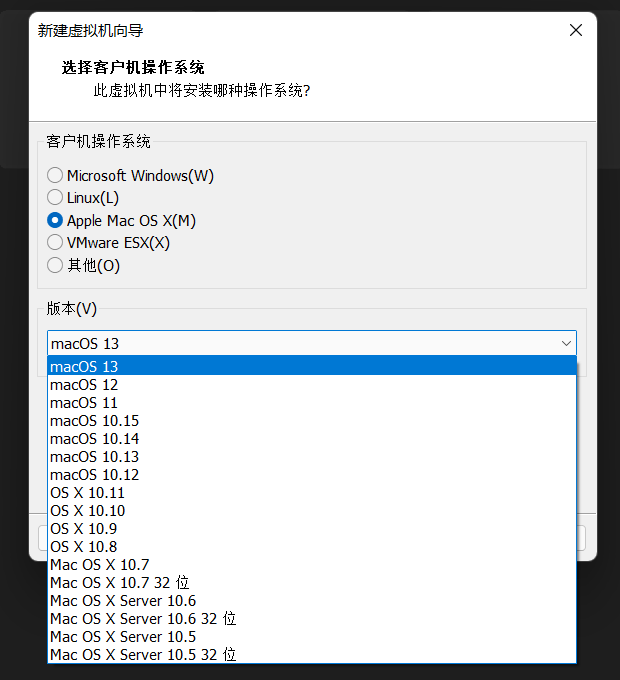 新建虚拟机向导
选择客户机操作系统
此虚拟机中将安装哪种操作系统?
客户机操作系统
Microsoft Windows(W)
Linux(L)
Apple Mac OS X(M)
VMware ESX(X)
其他(O)
版本(V)
macOS 13
macOS 13
macOS 12
macOS 11
macOS 10.15
macOS 10.14
macOS 10.13
macOS 10.12
OS X 10.11
OS X 10.10
OS X 10.9
OS X 10.8
Mac OS X 10.7
Mac OS X 10.7 32 位
Mac OS X Server 10.6
Mac OS X Server 10.6 32 位
Mac OS X Server 10.5
Mac OS X Server 10.5 32 位